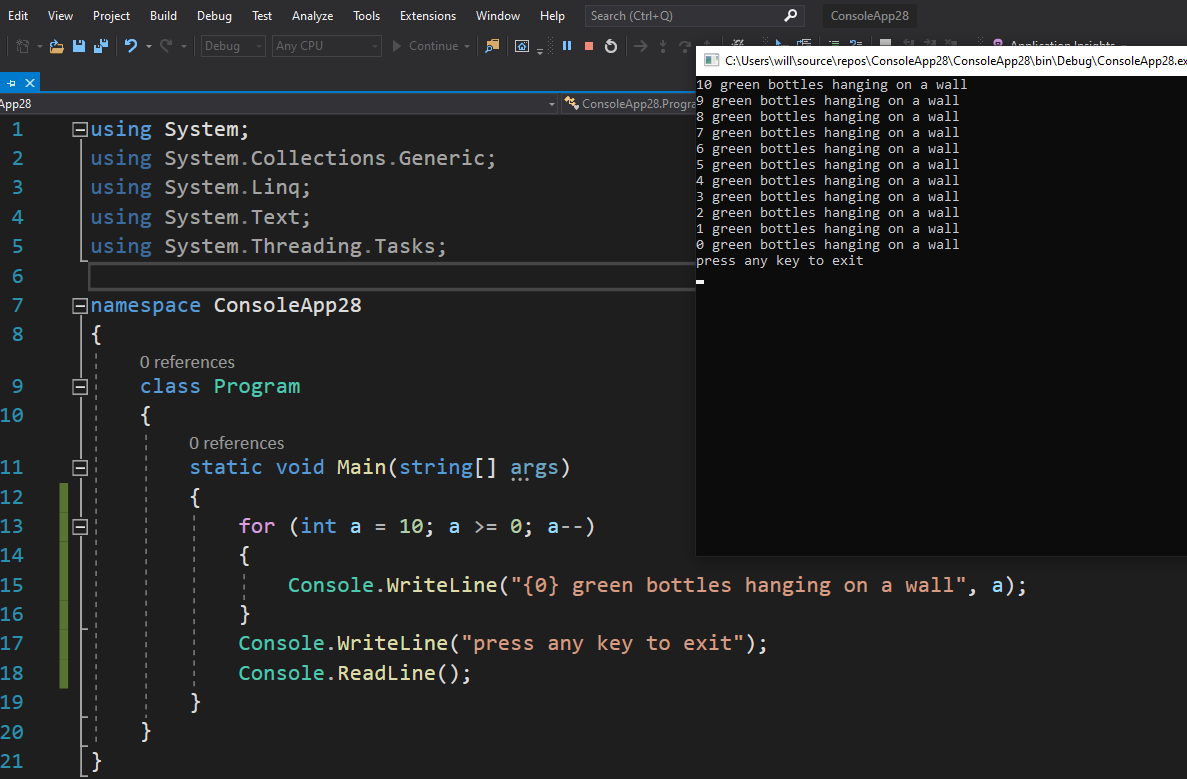 Edit View Project Build Debug Test Analyze Tools Extensions Window Help Search (Ctrl+Q) ConsoleApp28
Debug Any CPU Continue Application Insights
App28 ConsoleApp28.Progra
1 using System;
2 using System.Collections.Generic;
3 using System.Linq;
4 using System.Text;
5 using System.Threading.Tasks;
6
7 namespace ConsoleApp28
8 {
0 references
9 class Program
10 {
0 references
11 static void Main(string[] args)
12 {
13 for (int a = 10; a >= 0; a--)
14 {
15 Console.WriteLine("{0} green bottles hanging on a wall", a);
16 }
17 Console.WriteLine("press any key to exit");
18 Console.ReadLine();
19 }
20 }
21 }
C:\Users\will\source\repos\ConsoleApp28\ConsoleApp28\bin\Debug\ConsoleApp28.ex
10 green bottles hanging on a wall
9 green bottles hanging on a wall
8 green bottles hanging on a wall
7 green bottles hanging on a wall
6 green bottles hanging on a wall
5 green bottles hanging on a wall
4 green bottles hanging on a wall
3 green bottles hanging on a wall
2 green bottles hanging on a wall
1 green bottles hanging on a wall
0 green bottles hanging on a wall
press any key to exit